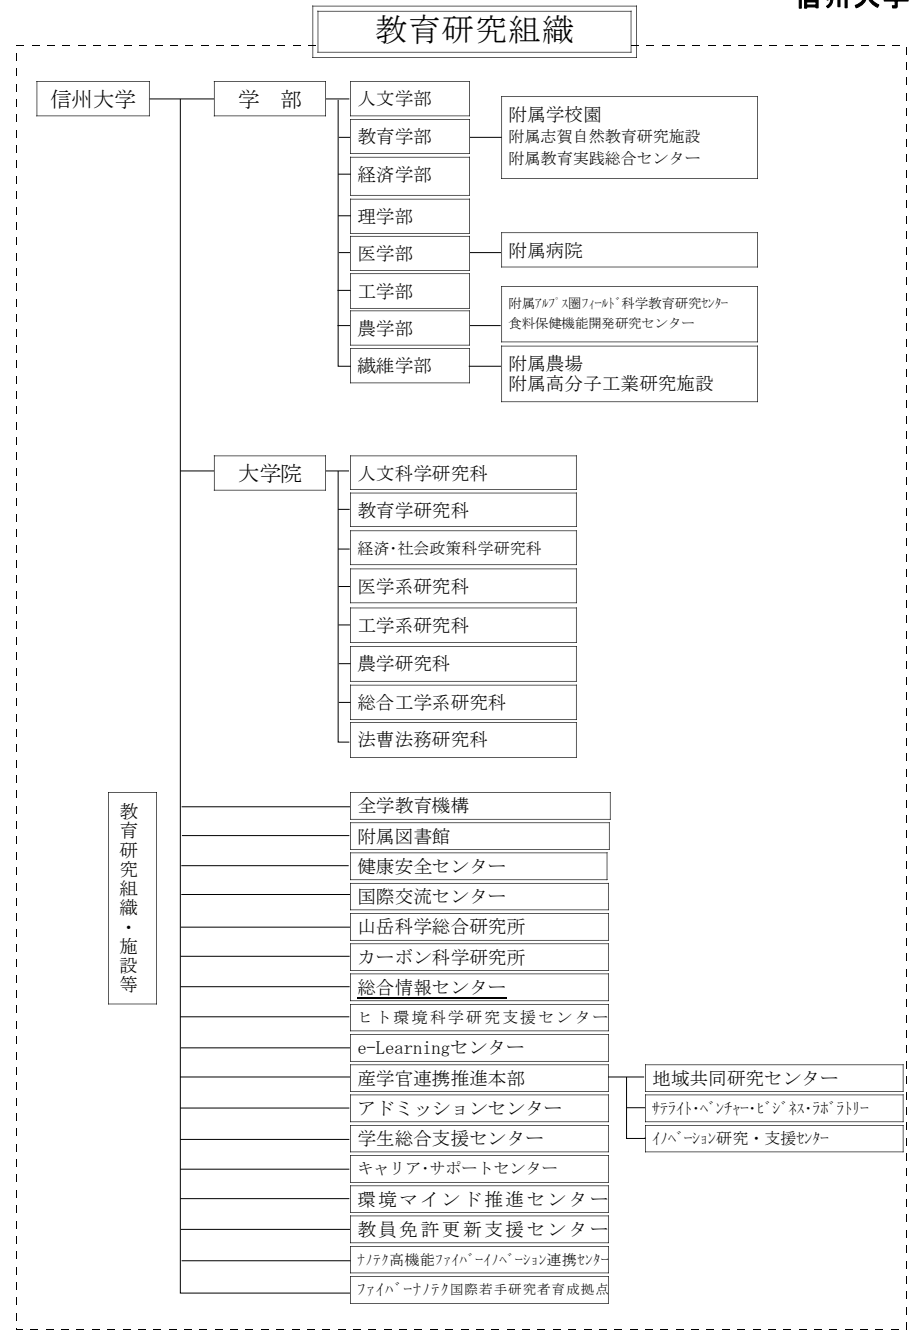 信州大学
教育研究組織
信州大学
学 部
人文学部
教育学部
附属学校園
附属志賀自然教育研究施設
附属教育実践総合センター
経済学部
理学部
医学部
附属病院
工学部
農学部
附属ｱﾙﾌﾟｽ圏ﾌｨｰﾙﾄﾞ科学教育研究ｾﾝﾀｰ
食料保健機能開発研究センター
繊維学部
附属農場
附属高分子工業研究施設
大学院
人文科学研究科
教育学研究科
経済・社会政策科学研究科
医学系研究科
工学系研究科
農学研究科
総合工学系研究科
法曹法務研究科
教育研究組織・施設等
全学教育機構
附属図書館
健康安全センター
国際交流センター
山岳科学総合研究所
カーボン科学研究所
総合情報センター
ヒト環境科学研究支援センター
e-Learningセンター
産学官連携推進本部
地域共同研究センター
ｻﾃﾗｲﾄ・ﾍﾞﾝﾁｬｰ・ﾋﾞｼﾞﾈｽ・ﾗﾎﾞﾗﾄﾘｰ
ｲﾉﾍﾞｰｼｮﾝ研究・支援ｾﾝﾀｰ
アドミッションセンター
学生総合支援センター
キャリア・サポートセンター
環境マインド推進センター
教員免許更新支援センター
ﾅﾉﾃｸ高機能ﾌｧｲﾊﾞｰｲﾉﾍﾞｰｼｮﾝ連携ｾﾝﾀｰ
ﾌｧｲﾊﾞｰﾅﾉﾃｸ国際若手研究者育成拠点